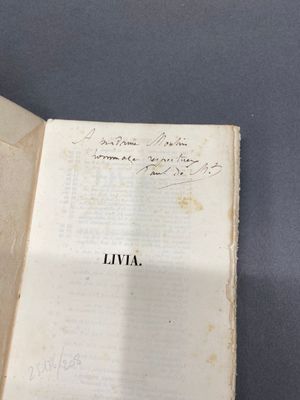 A madame Moulin
hommage respectueux
Paul de M.
LIVIA.